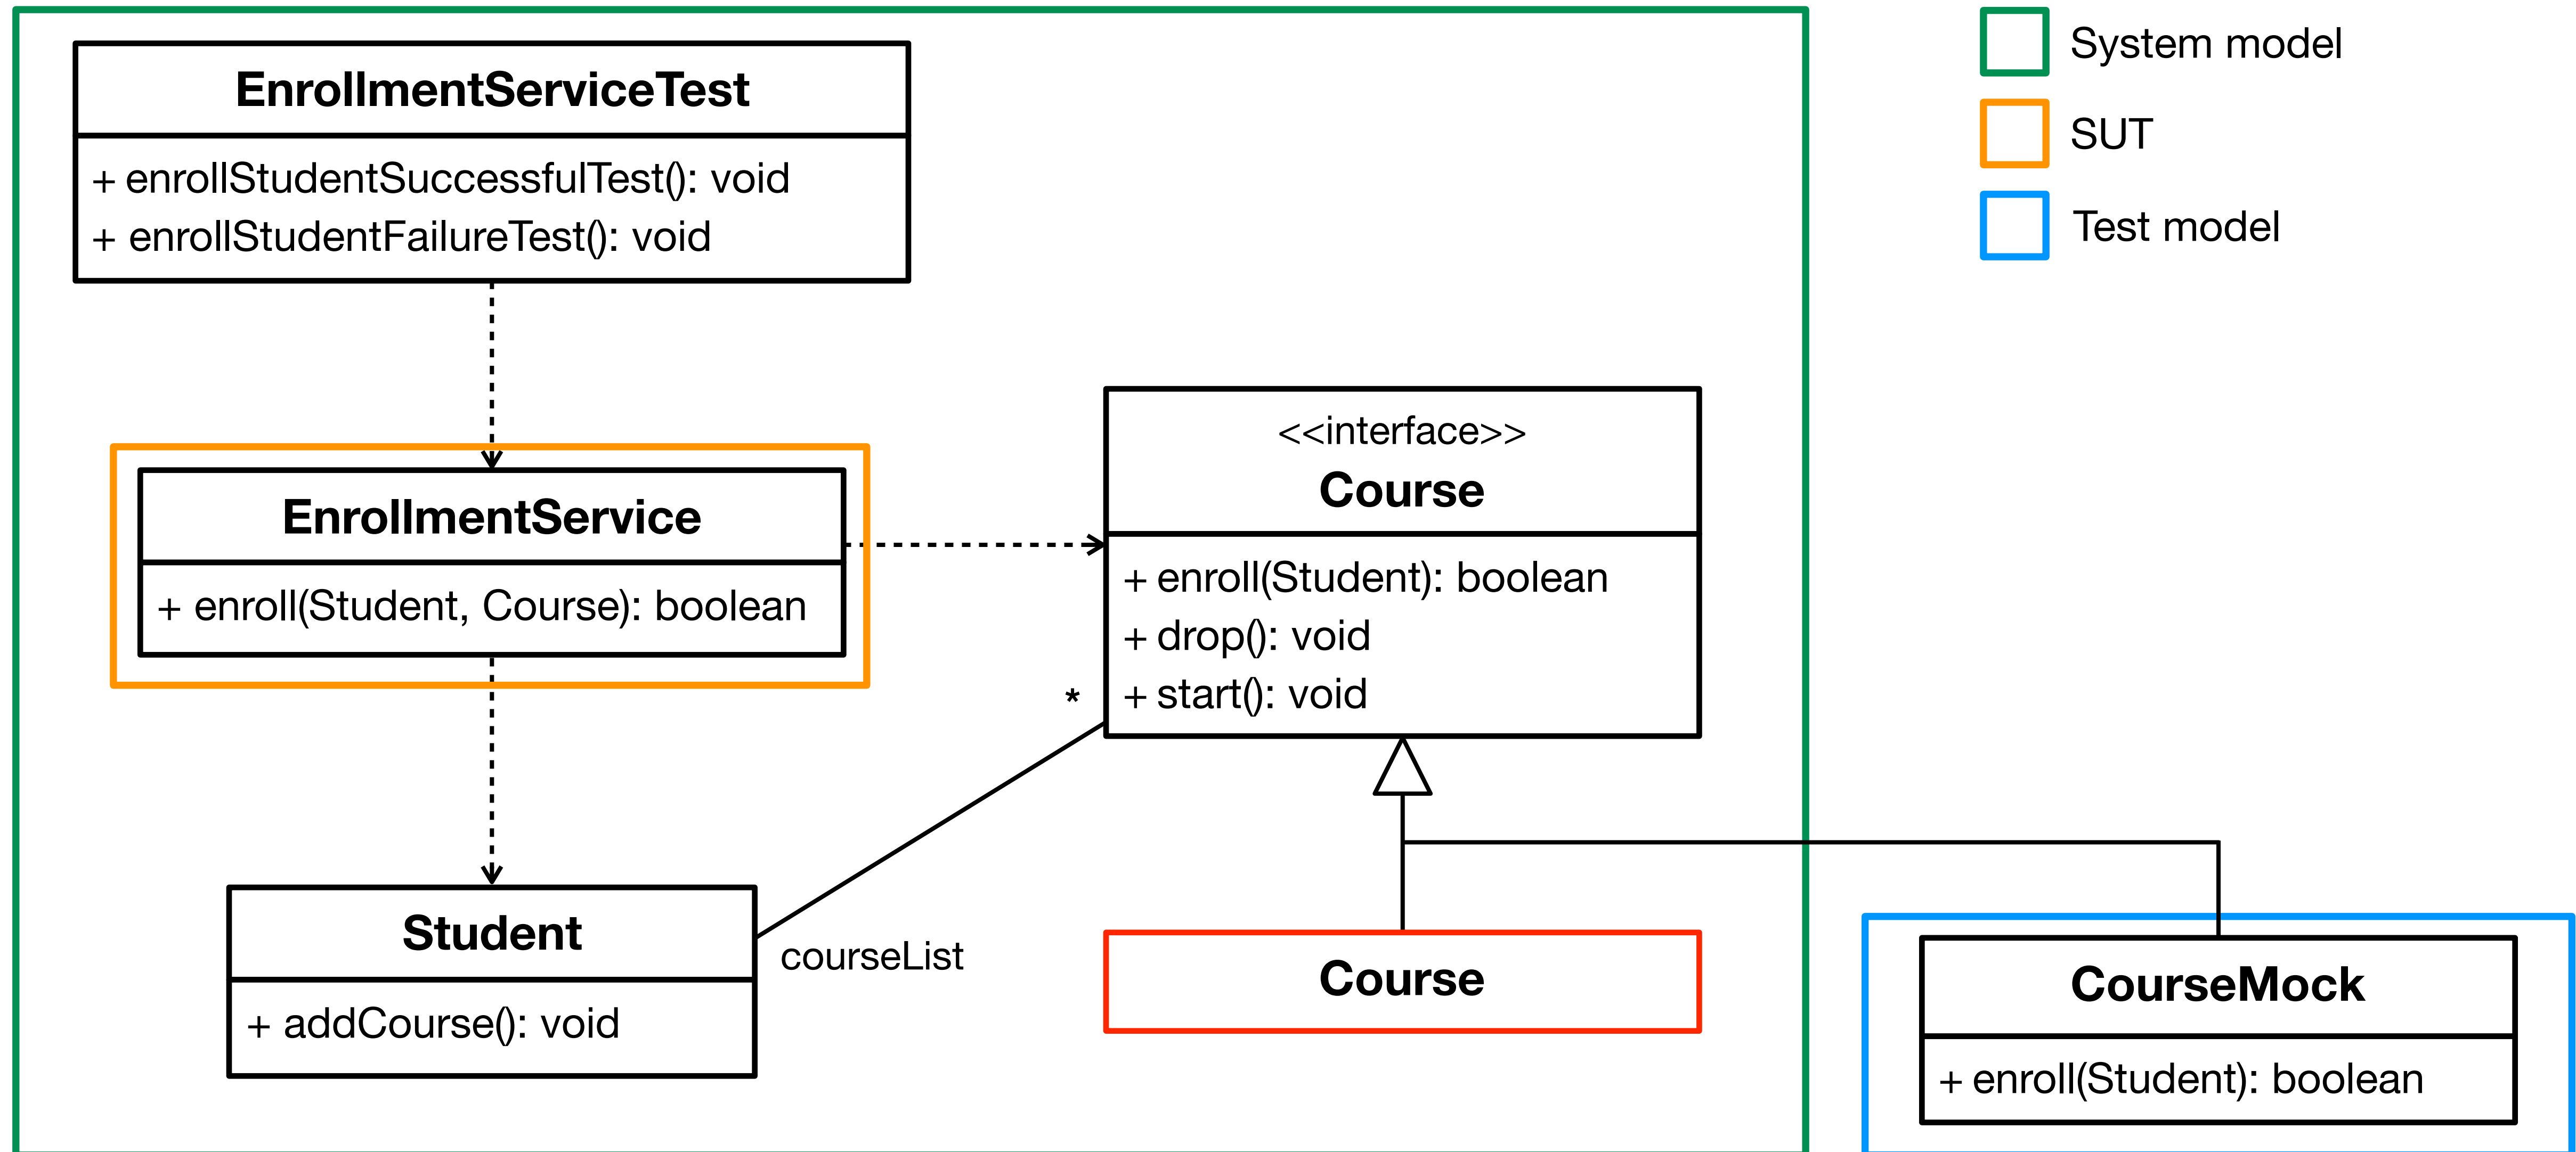 EnrollmentServiceTest
+ enrollStudentSuccessfulTest(): void
+ enrollStudentFailureTest(): void
EnrollmentService
+ enroll(Student, Course): boolean
<<interface>>
Course
+ enroll(Student): boolean
+ drop(): void
+ start(): void
*
courseList
Student
+ addCourse(): void
Course
CourseMock
+ enroll(Student): boolean
System model
SUT
Test model